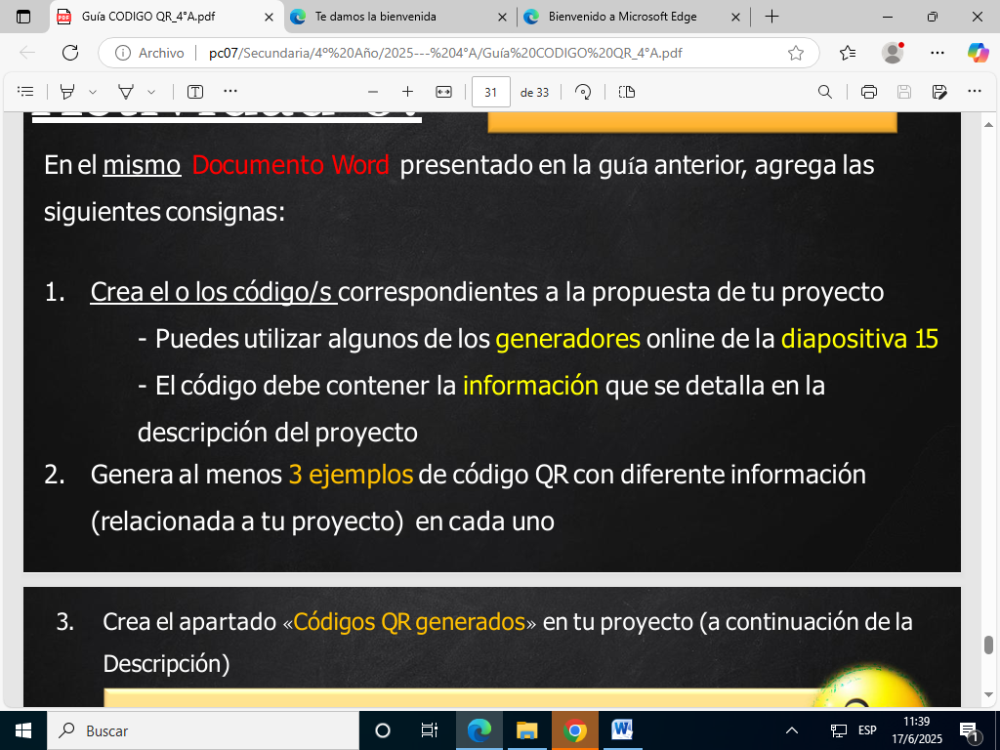 Guía CODIGO QR_4°A.pdf
Te damos la bienvenida
Bienvenido a Microsoft Edge
Archivo
pc07/Secundaria/4º%20Año/2025---%204°A/Guía%20CODIGO%20QR_4°A.pdf
31
de 33
En el mismo Documento Word presentado en la guía anterior, agrega las
siguientes consignas:
1. Crea el o los código/s correspondientes a la propuesta de tu proyecto
- Puedes utilizar algunos de los generadores online de la diapositiva 15
- El código debe contener la información que se detalla en la
descripción del proyecto
2. Genera al menos 3 ejemplos de código QR con diferente información
(relacionada a tu proyecto) en cada uno
3. Crea el apartado «Códigos QR generados» en tu proyecto (a continuación de la
Descripción)
Buscar
ESP
11:39
17/6/2025
1